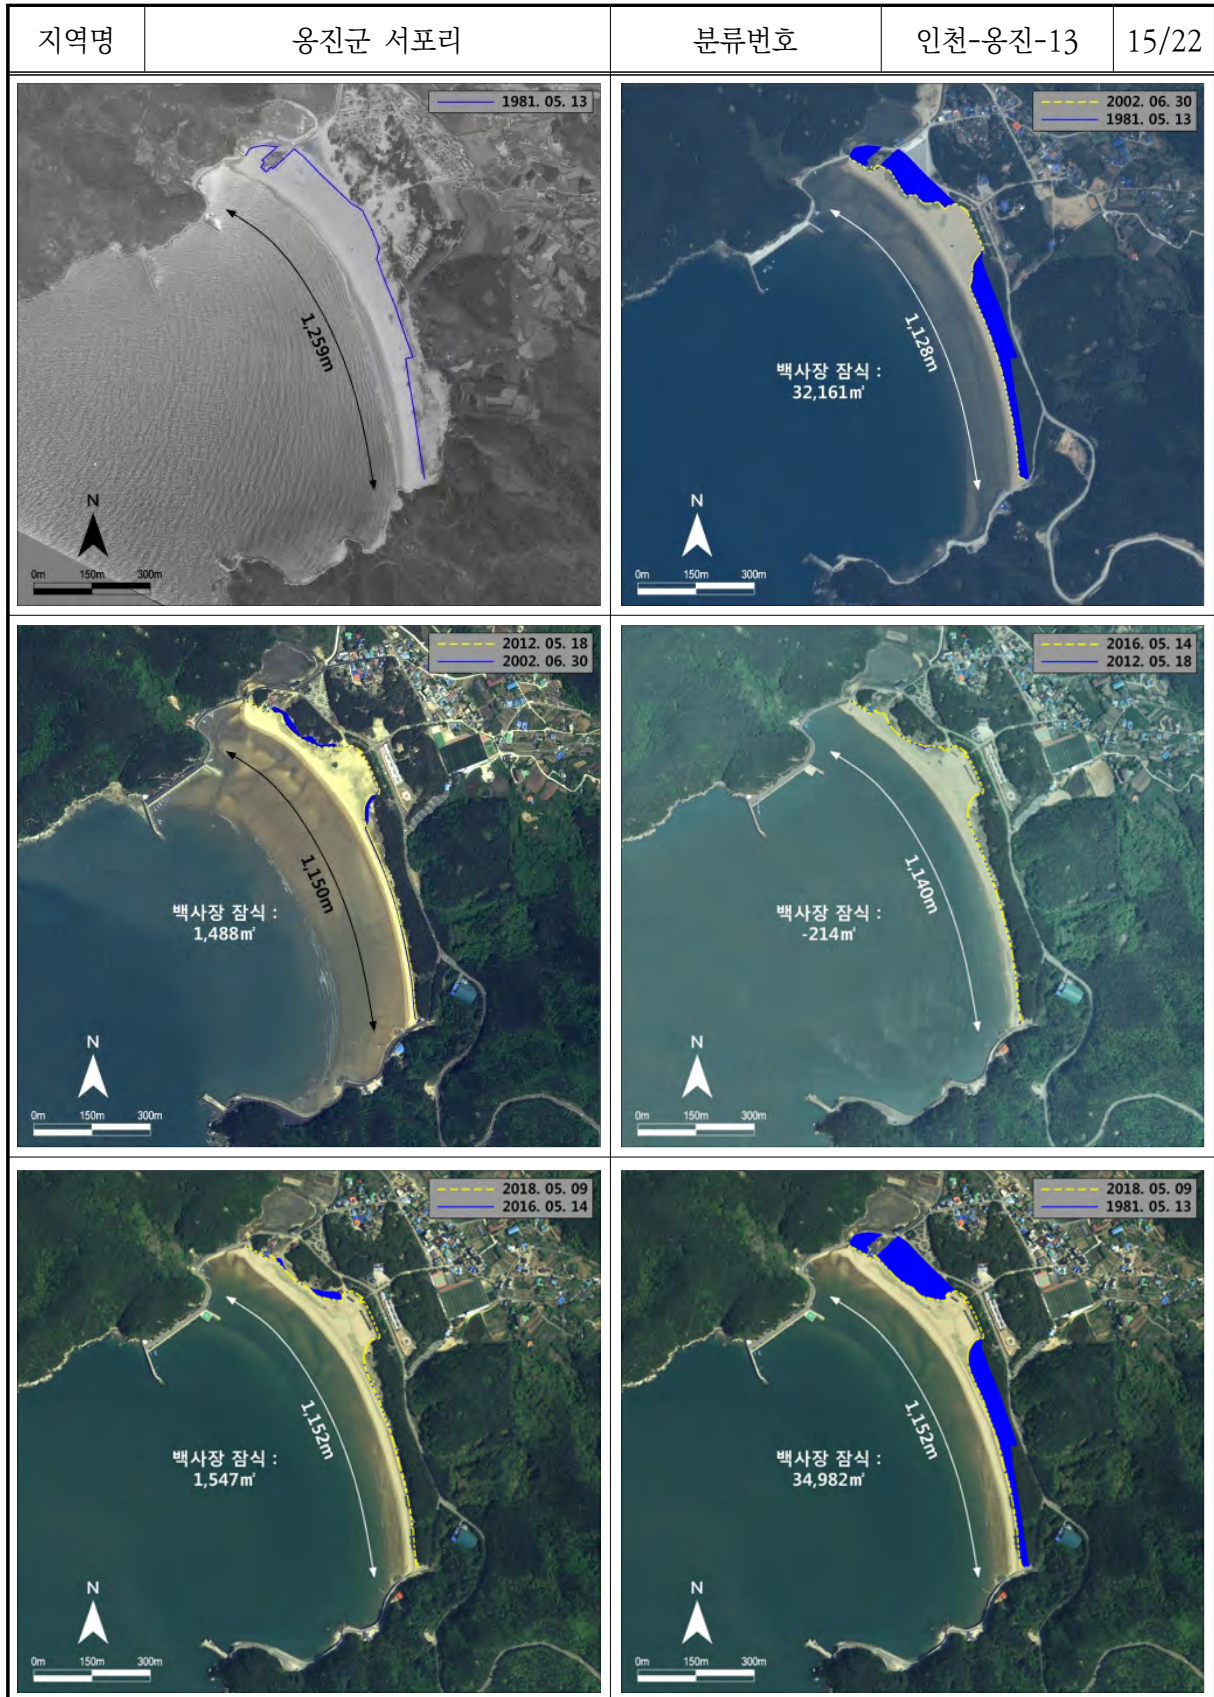 지역명 옹진군 서포리 분류번호 인천-옹진-13 15/22
1981. 05. 13
1,259m
N
0m 150m 300m
2002. 06. 30
1981. 05. 13
1,128m
백사장 잠식 :
32,161㎡
N
0m 150m 300m
2012. 05. 18
2002. 06. 30
1,150m
백사장 잠식 :
1,488㎡
N
0m 150m 300m
2016. 05. 14
2012. 05. 18
1,140m
백사장 잠식 :
-214㎡
N
0m 150m 300m
2018. 05. 09
2016. 05. 14
1,152m
백사장 잠식 :
1,547㎡
N
0m 150m 300m
2018. 05. 09
1981. 05. 13
1,152m
백사장 잠식 :
34,982㎡
N
0m 150m 300m